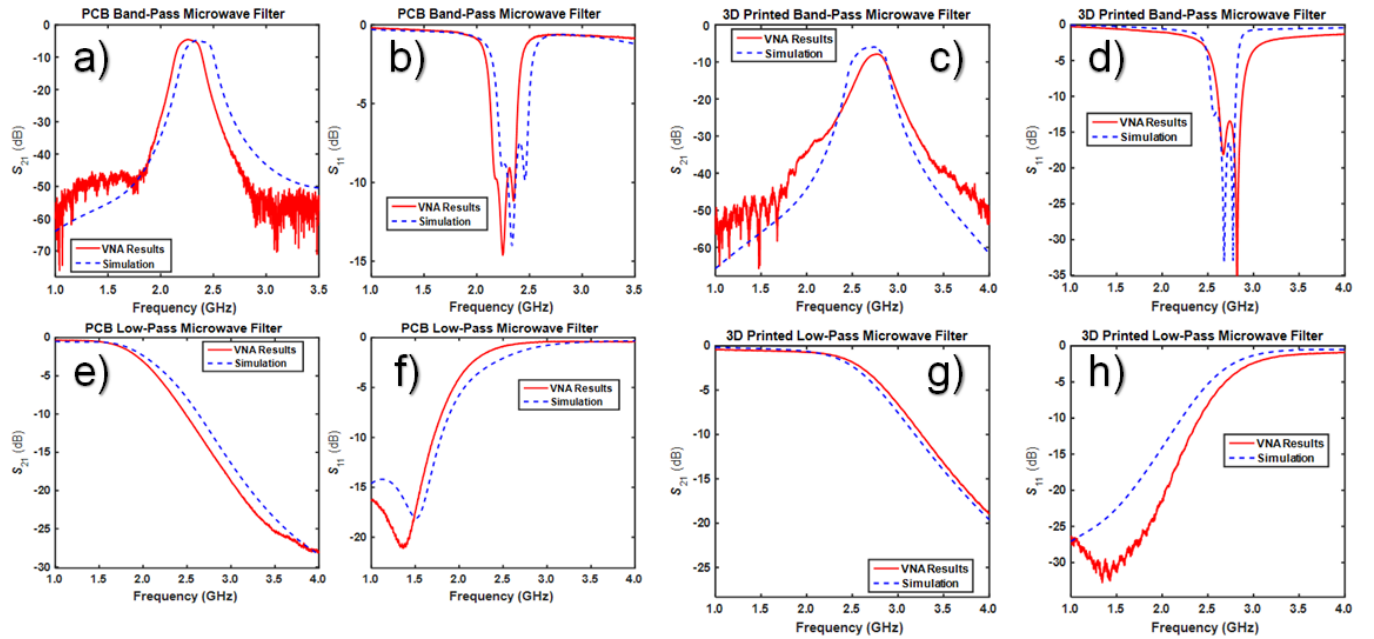 PCB Band-Pass Microwave Filter
a)
S21 (dB)
0
-10
-20
-30
-40
-50
-60
-70
VNA Results
Simulation
1.0 1.5 2.0 2.5 3.0 3.5
Frequency (GHz)
PCB Band-Pass Microwave Filter
b)
S11 (dB)
0
-5
-10
-15
VNA Results
Simulation
1.0 1.5 2.0 2.5 3.0 3.5
Frequency (GHz)
3D Printed Band-Pass Microwave Filter
c)
S21 (dB)
0
-10
-20
-30
-40
-50
-60
VNA Results
Simulation
1.0 1.5 2.0 2.5 3.0 3.5 4.0
Frequency (GHz)
3D Printed Band-Pass Microwave Filter
d)
S11 (dB)
0
-5
-10
-15
-20
-25
-30
-35
VNA Results
Simulation
1.0 1.5 2.0 2.5 3.0 3.5 4.0
Frequency (GHz)
PCB Low-Pass Microwave Filter
e)
S21 (dB)
0
-5
-10
-15
-20
-25
-30
VNA Results
Simulation
1.0 1.5 2.0 2.5 3.0 3.5 4.0
Frequency (GHz)
PCB Low-Pass Microwave Filter
f)
S11 (dB)
0
-5
-10
-15
-20
VNA Results
Simulation
1.0 1.5 2.0 2.5 3.0 3.5 4.0
Frequency (GHz)
3D Printed Low-Pass Microwave Filter
g)
S21 (dB)
0
-5
-10
-15
-20
-25
VNA Results
Simulation
1.0 1.5 2.0 2.5 3.0 3.5 4.0
Frequency (GHz)
3D Printed Low-Pass Microwave Filter
h)
S11 (dB)
0
-5
-10
-15
-20
-25
-30
VNA Results
Simulation
1.0 1.5 2.0 2.5 3.0 3.5 4.0
Frequency (GHz)